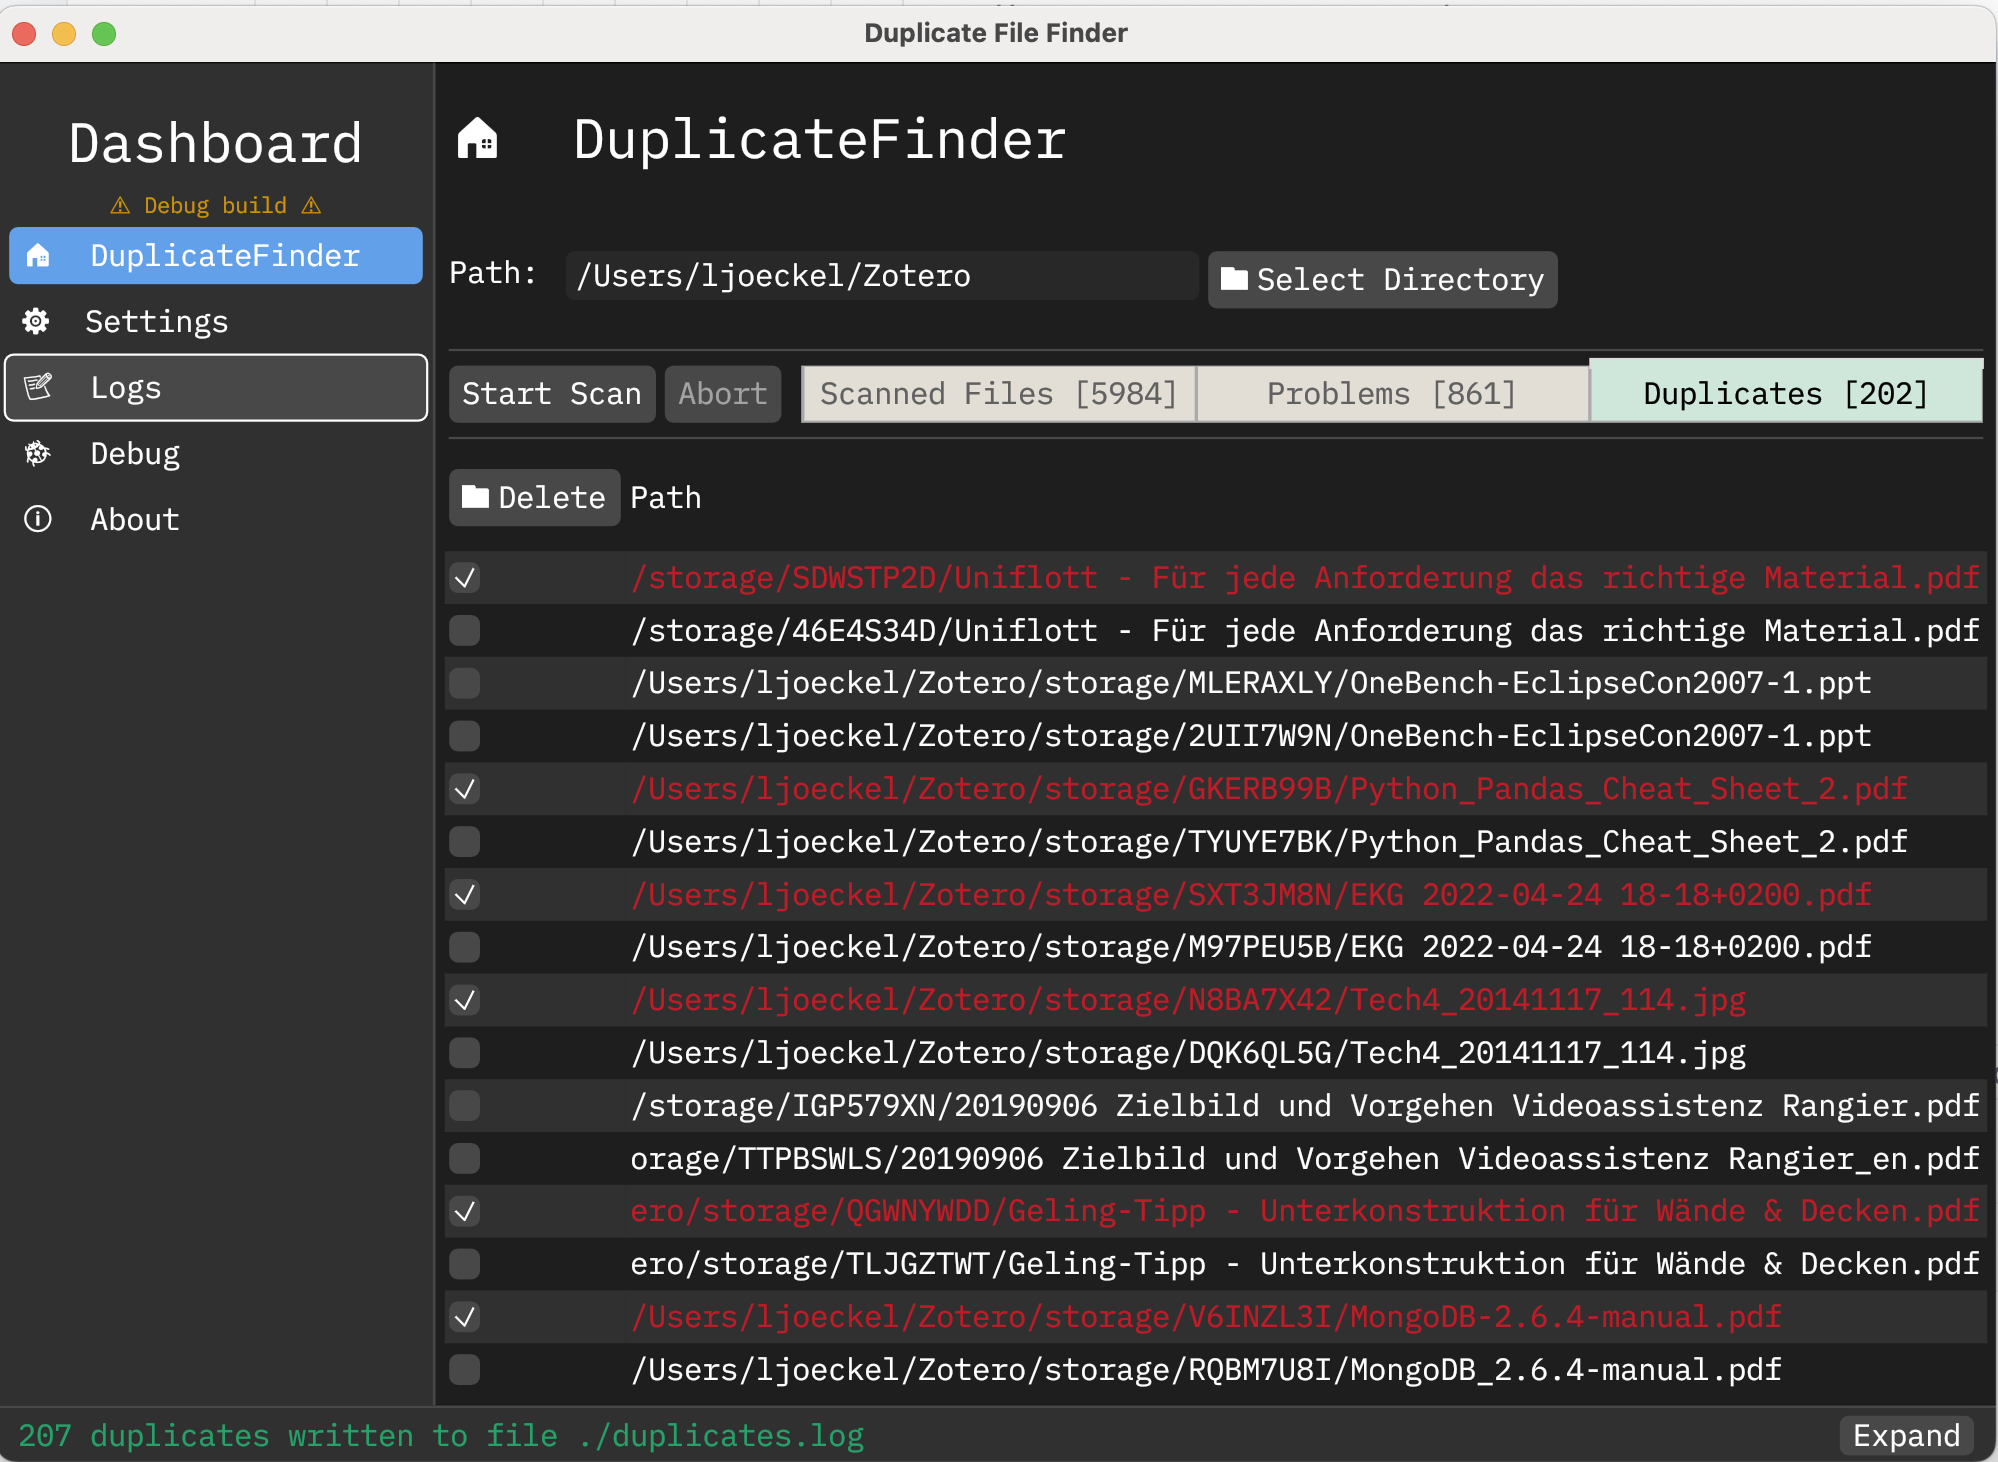 Duplicate File Finder
Dashboard
⚠ Debug build ⚠
DuplicateFinder
Settings
Logs
Debug
About
DuplicateFinder
Path: /Users/ljoeckel/Zotero Select Directory
Start Scan Abort Scanned Files [5984] Problems [861] Duplicates [202]
Delete Path
/storage/SDWSTP2D/Uniflott - Für jede Anforderung das richtige Material.pdf
/storage/46E4S34D/Uniflott - Für jede Anforderung das richtige Material.pdf
/Users/ljoeckel/Zotero/storage/MLERAXLY/OneBench-EclipseCon2007-1.ppt
/Users/ljoeckel/Zotero/storage/2UII7W9N/OneBench-EclipseCon2007-1.ppt
/Users/ljoeckel/Zotero/storage/GKERB99B/Python_Pandas_Cheat_Sheet_2.pdf
/Users/ljoeckel/Zotero/storage/TYUYE7BK/Python_Pandas_Cheat_Sheet_2.pdf
/Users/ljoeckel/Zotero/storage/SXT3JM8N/EKG 2022-04-24 18-18+0200.pdf
/Users/ljoeckel/Zotero/storage/M97PEU5B/EKG 2022-04-24 18-18+0200.pdf
/Users/ljoeckel/Zotero/storage/N8BA7X42/Tech4_20141117_114.jpg
/Users/ljoeckel/Zotero/storage/DQK6QL5G/Tech4_20141117_114.jpg
/storage/IGP579XN/20190906 Zielbild und Vorgehen Videoassistenz Rangier.pdf
orage/TTPBSWLS/20190906 Zielbild und Vorgehen Videoassistenz Rangier_en.pdf
ero/storage/QGWNYWDD/Geling-Tipp - Unterkonstruktion für Wände & Decken.pdf
ero/storage/TLJGZTWT/Geling-Tipp - Unterkonstruktion für Wände & Decken.pdf
/Users/ljoeckel/Zotero/storage/V6INZL3I/MongoDB-2.6.4-manual.pdf
/Users/ljoeckel/Zotero/storage/RQBM7U8I/MongoDB_2.6.4-manual.pdf
207 duplicates written to file ./duplicates.log Expand